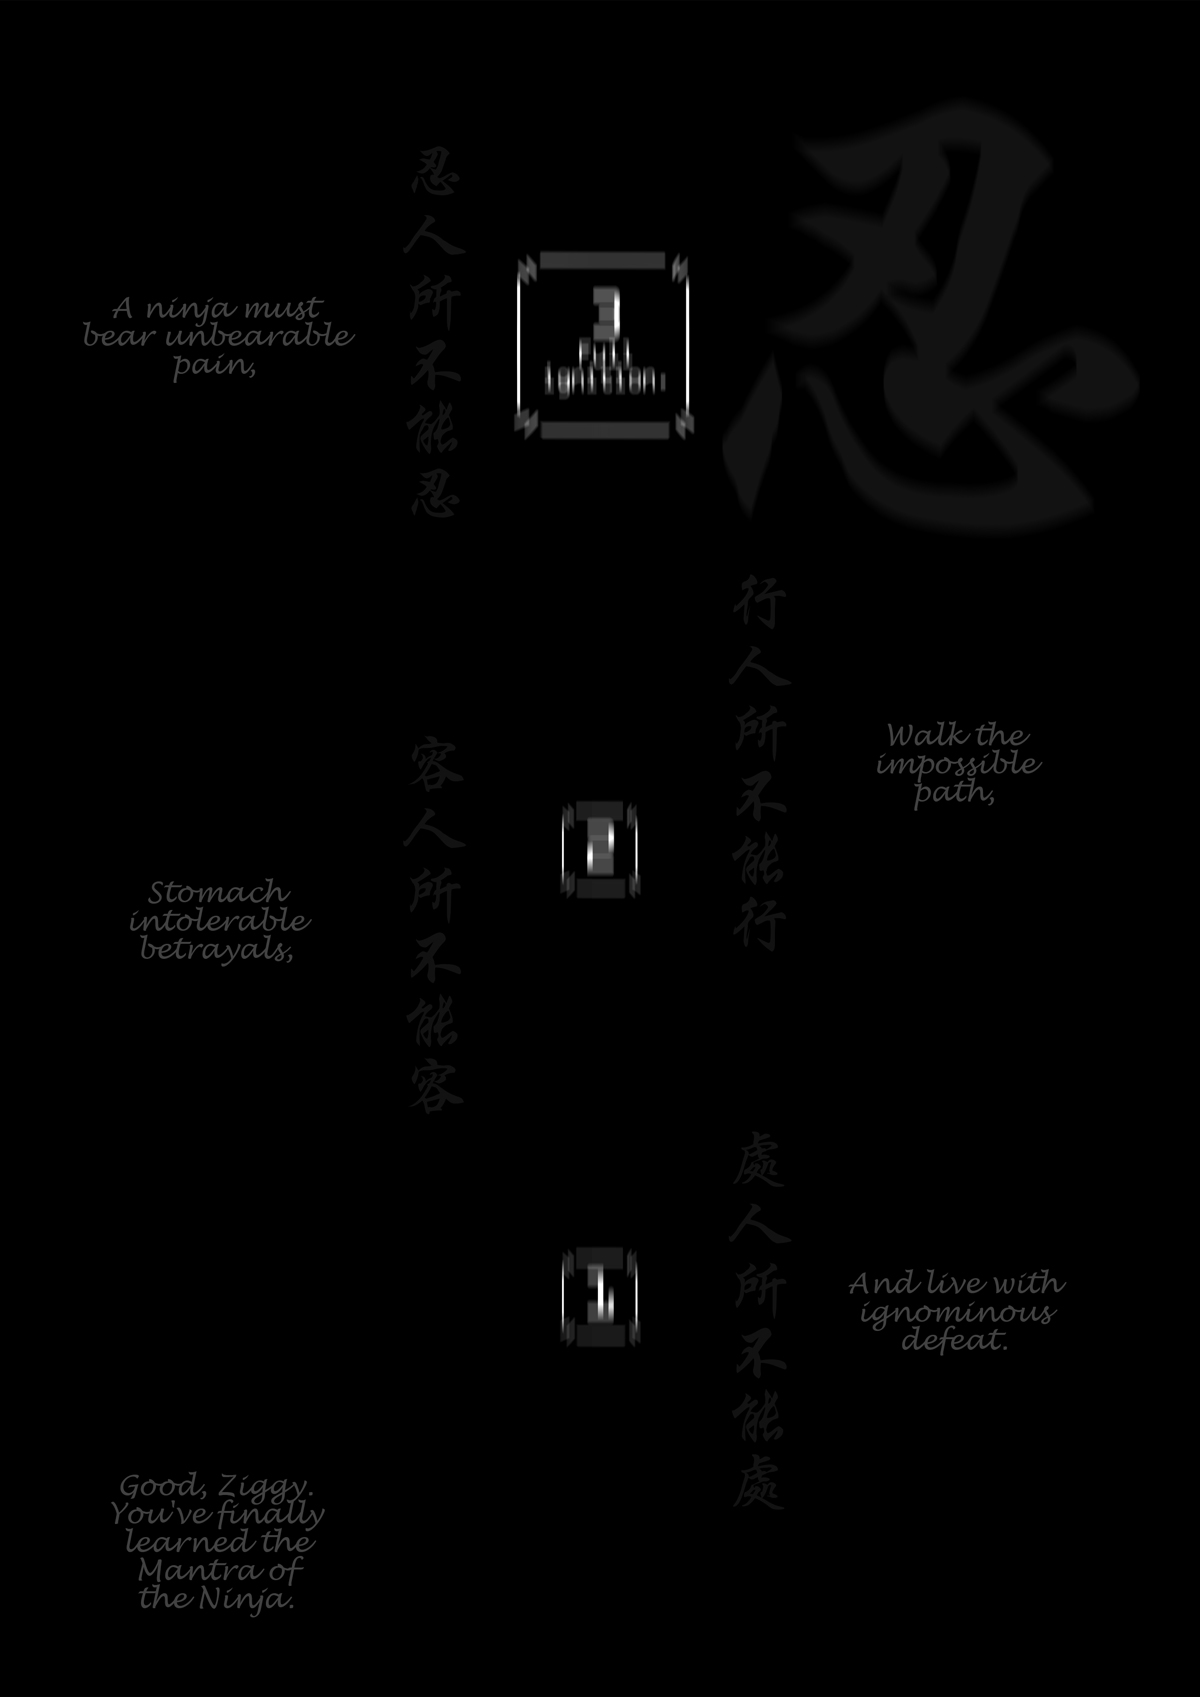 忍
忍人所不能忍
A ninja must
bear unbearable
pain,
3
Full
ignition.
行人所不能行
Walk the
impossible
path,
容人所不能容
Stomach
intolerable
betrayals,
2
處人所不能處
And live with
ignominous
defeat.
1
Good, Ziggy.
You've finally
learned the
Mantra of
the Ninja.